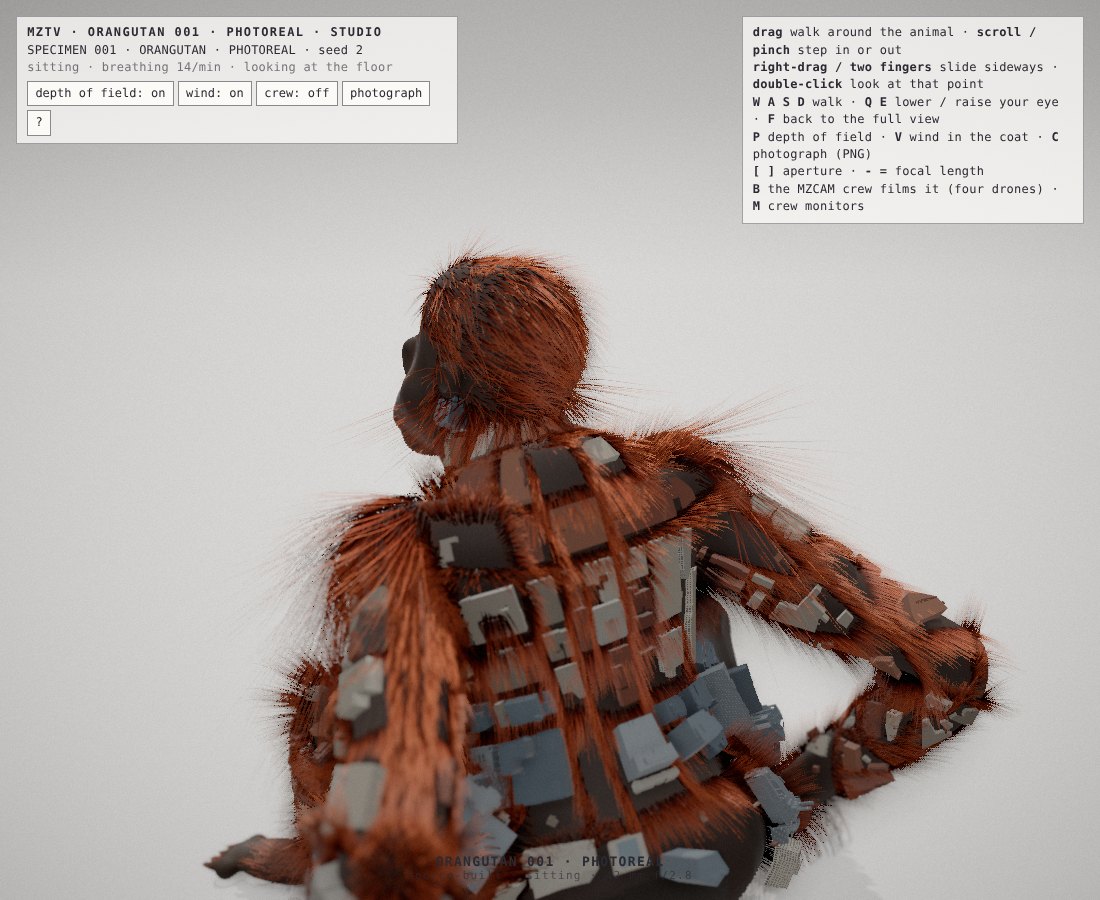 MZTV · ORANGUTAN 001 · PHOTOREAL · STUDIO
SPECIMEN 001 · ORANGUTAN · PHOTOREAL · seed 2
sitting · breathing 14/min · looking at the floor
depth of field: on wind: on crew: off photograph
?
drag walk around the animal · scroll /
pinch step in or out
right-drag / two fingers slide sideways ·
double-click look at that point
W A S D walk · Q E lower / raise your eye
· F back to the full view
P depth of field · V wind in the coat · C
photograph (PNG)
[ ] aperture · - = focal length
B the MZCAM crew films it (four drones) ·
M crew monitors
ORANGUTAN 001 · PHOTOREAL
sitting